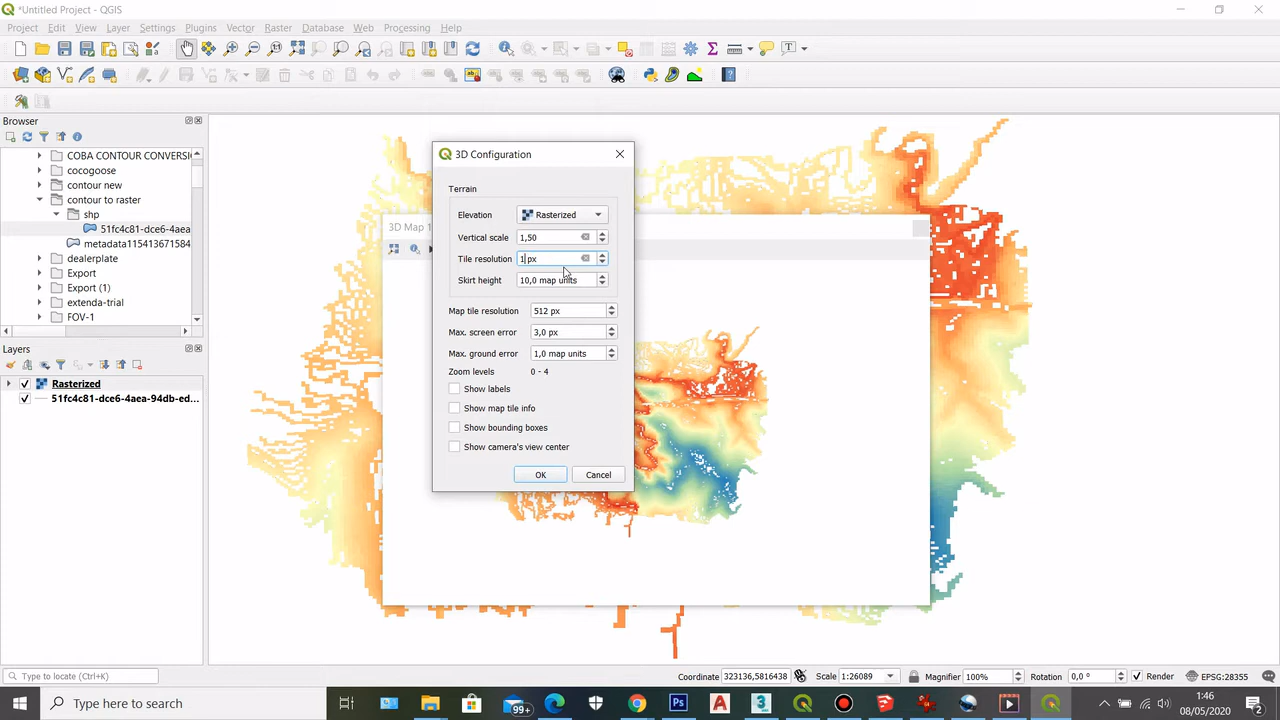 *Untitled Project - QGIS
Project Edit View Layer Settings Plugins Vector Raster Database Web Processing Help
Browser
COBA CONTOUR CONVERSI
cocogoose
contour new
contour to raster
shp
51fc4c81-dce6-4aea
metadata115413671584
dealerplate
Export
Export (1)
extenda-trial
FOV-1
Layers
Rasterized
51fc4c81-dce6-4aea-94db-ed...
3D Map 1
3D Configuration
Terrain
Elevation Rasterized
Vertical scale 1,50
Tile resolution 1 px
Skirt height 10,0 map units
Map tile resolution 512 px
Max. screen error 3,0 px
Max. ground error 1,0 map units
Zoom levels 0 - 4
Show labels
Show map tile info
Show bounding boxes
Show camera's view center
OK Cancel
Type to locate (Ctrl+K)
Coordinate 323136,5816438 Scale 1:26089 Magnifier 100% Rotation 0,0 ° Render EPSG:28355
Type here to search
99+
Ps
A
3
1:46
08/05/2020